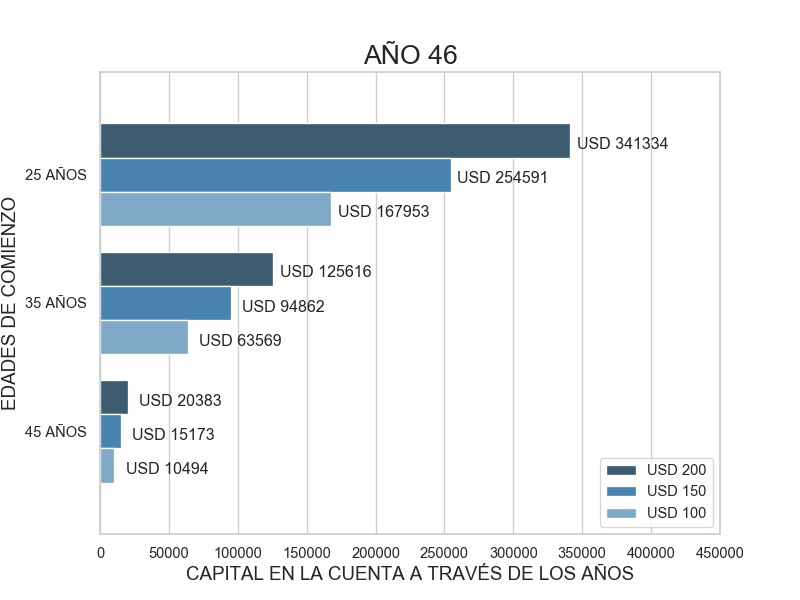 AÑO 46
EDADES DE COMIENZO
25 AÑOS
USD 341334
USD 254591
USD 167953
35 AÑOS
USD 125616
USD 94862
USD 63569
45 AÑOS
USD 20383
USD 15173
USD 10494
USD 200
USD 150
USD 100
0 50000 100000 150000 200000 250000 300000 350000 400000 450000
CAPITAL EN LA CUENTA A TRAVÉS DE LOS AÑOS